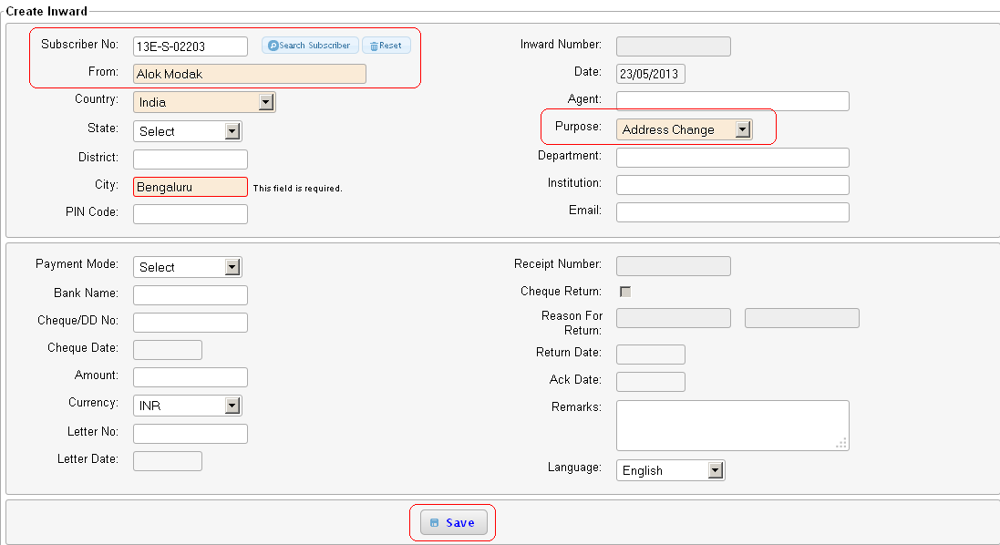 Create Inward
Subscriber No: 13E-S-02203 Search Subscriber Reset
From: Alok Modak
Country: India
State: Select
District:
City: Bengaluru This field is required.
PIN Code:
Inward Number:
Date: 23/05/2013
Agent:
Purpose: Address Change
Department:
Institution:
Email:
Payment Mode: Select
Bank Name:
Cheque/DD No:
Cheque Date:
Amount:
Currency: INR
Letter No:
Letter Date:
Receipt Number:
Cheque Return:
Reason For
Return:
Return Date:
Ack Date:
Remarks:
Language: English
Save